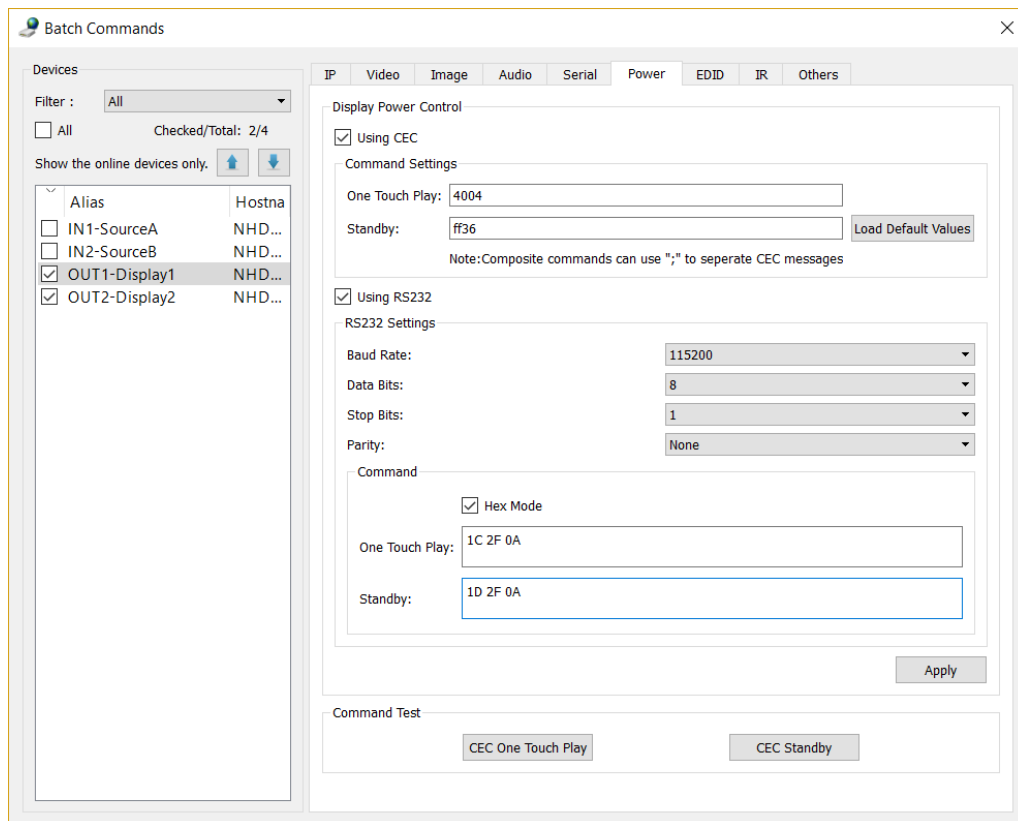 Batch Commands
Devices
Filter :
All
All
Checked/Total: 2/4
Show the online devices only.
Alias Hostna
IN1-SourceA NHD...
IN2-SourceB NHD...
OUT1-Display1 NHD...
OUT2-Display2 NHD...
IP Video Image Audio Serial Power EDID IR Others
Display Power Control
Using CEC
Command Settings
One Touch Play: 4004
Standby: ff36 Load Default Values
Note:Composite commands can use ";" to seperate CEC messages
Using RS232
RS232 Settings
Baud Rate: 115200
Data Bits: 8
Stop Bits: 1
Parity: None
Command
Hex Mode
One Touch Play: 1C 2F 0A
Standby: 1D 2F 0A
Apply
Command Test
CEC One Touch Play CEC Standby